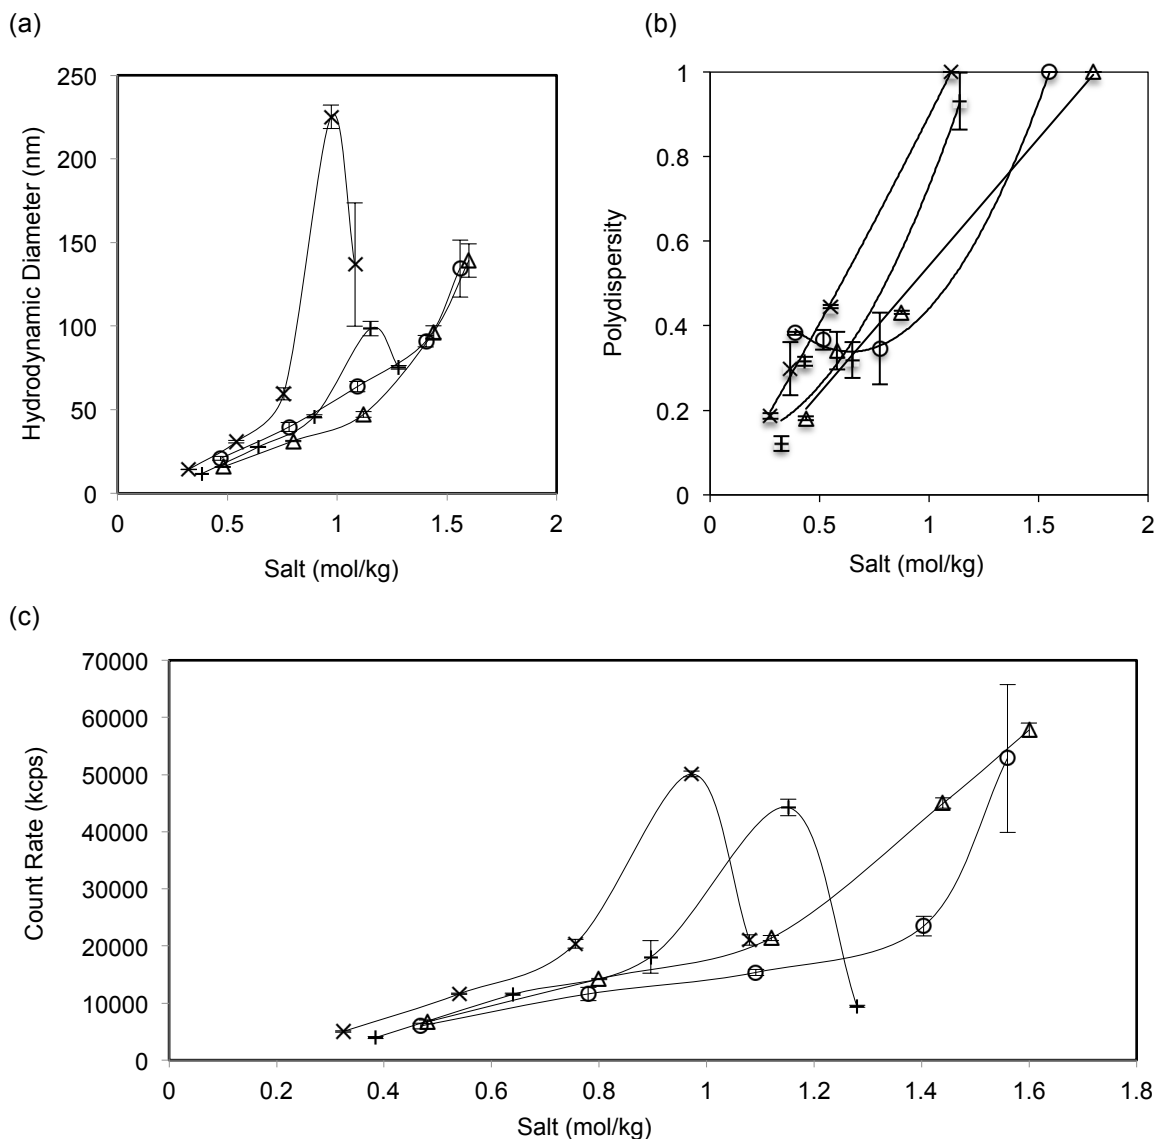 (a)
(b)
250
200
150
100
50
0
0 0.5 1 1.5 2
Hydrodynamic Diameter (nm)
Salt (mol/kg)
1
0.8
0.6
0.4
0.2
0
0 0.5 1 1.5 2
Polydispersity
Salt (mol/kg)
(c)
70000
60000
50000
40000
30000
20000
10000
0
0 0.2 0.4 0.6 0.8 1 1.2 1.4 1.6 1.8
Count Rate (kcps)
Salt (mol/kg)